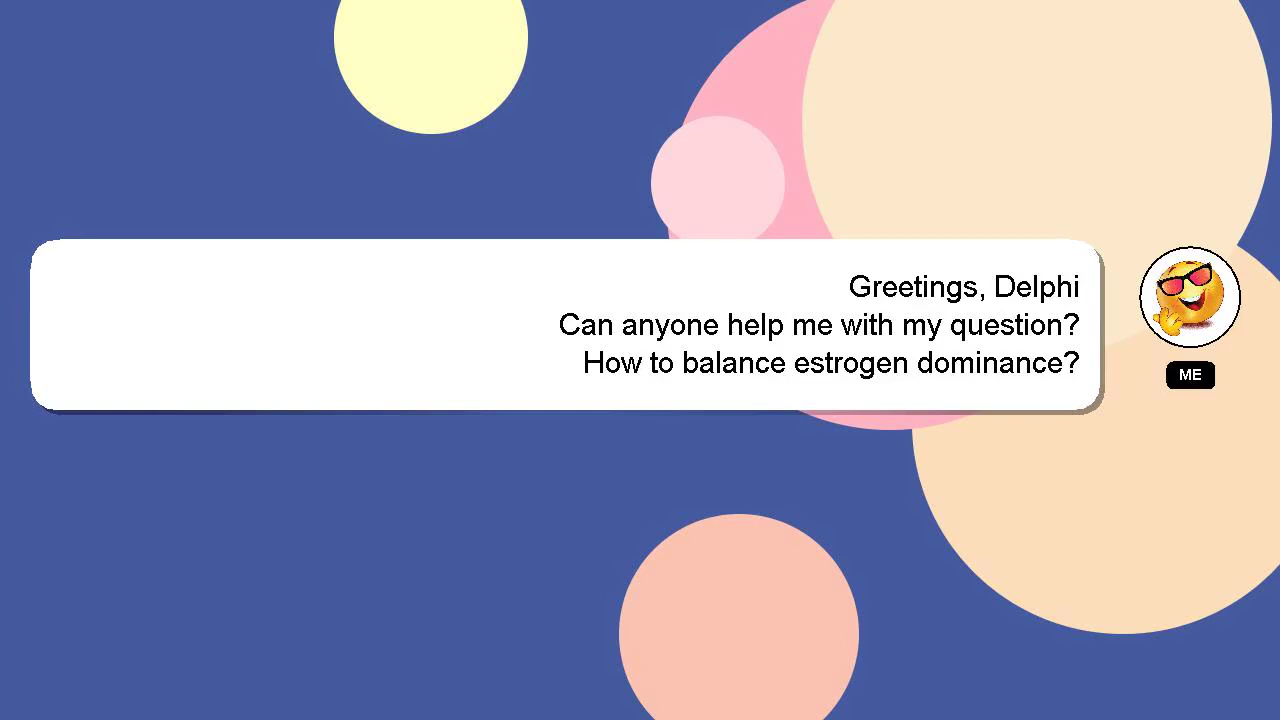 Greetings, Delphi
Can anyone help me with my question?
How to balance estrogen dominance?
ME